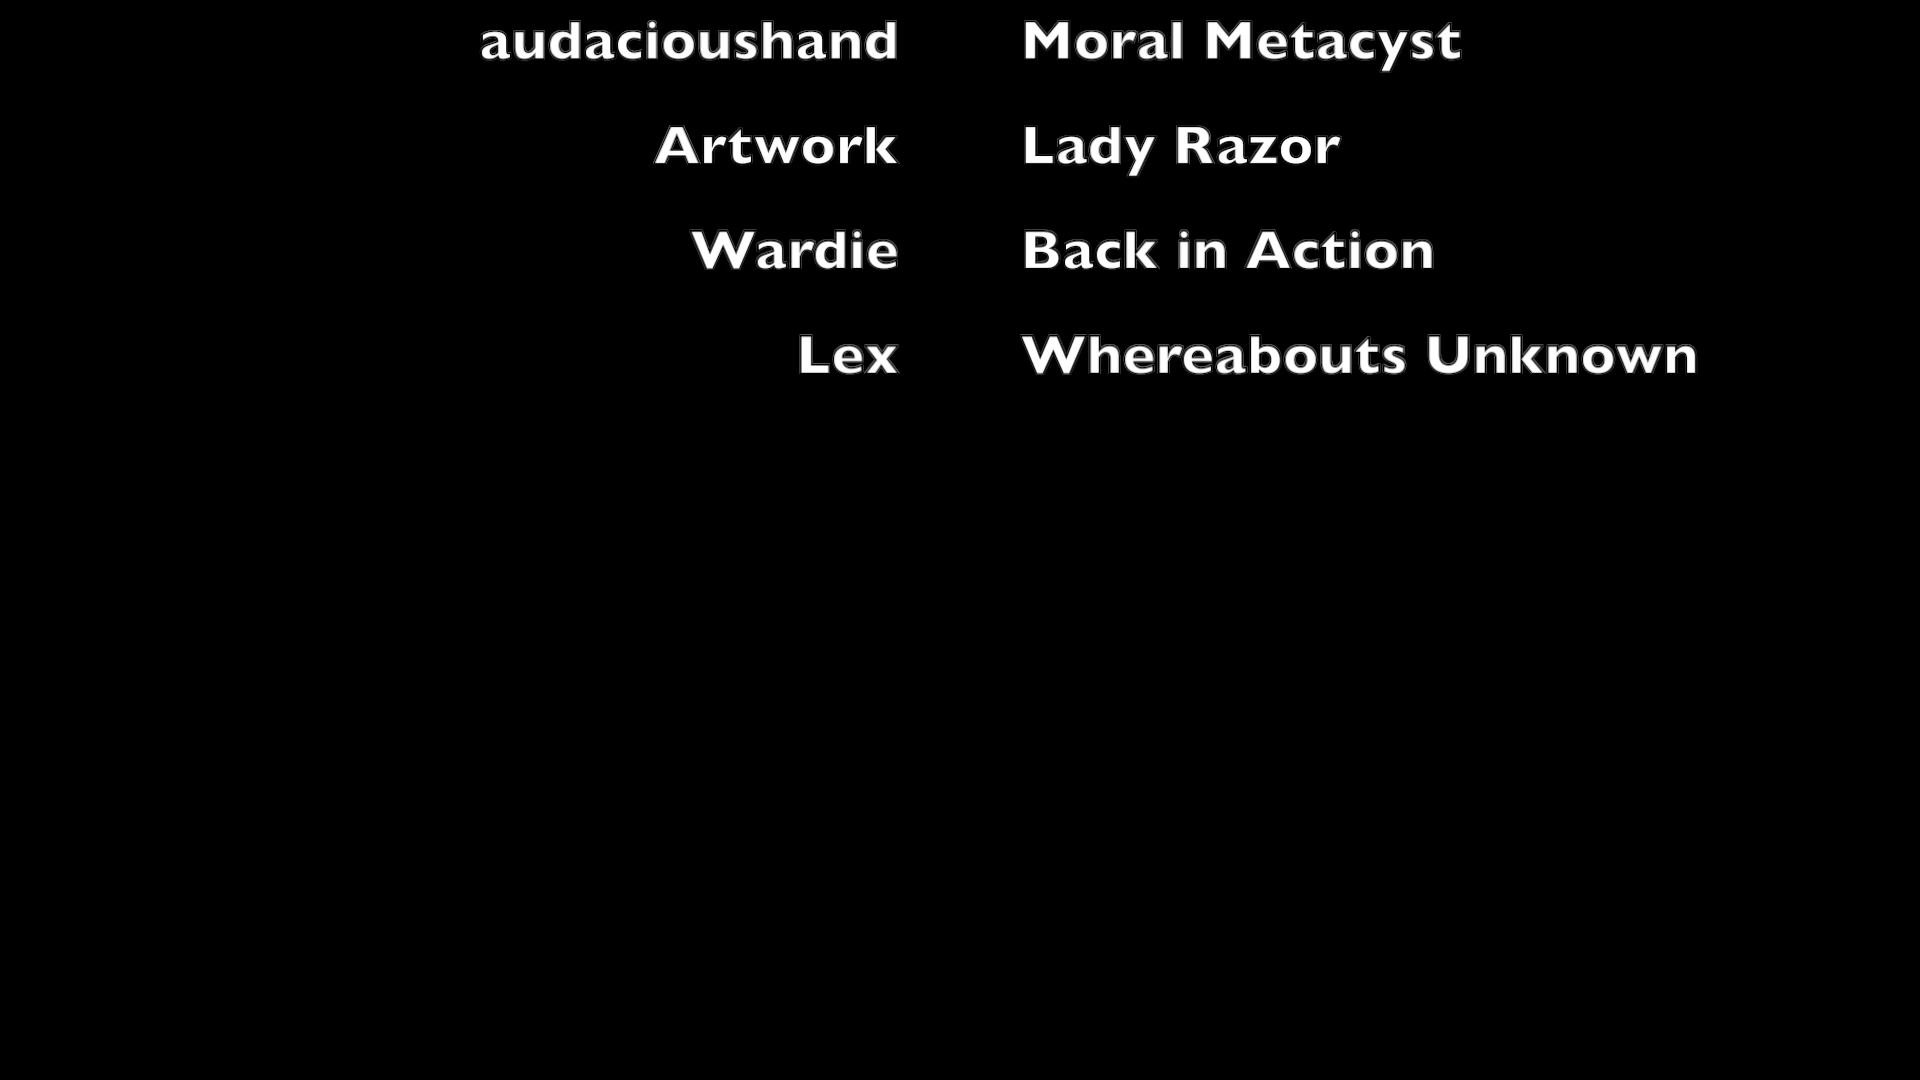 audacioushand Moral Metacyst
Artwork Lady Razor
Wardie Back in Action
Lex Whereabouts Unknown